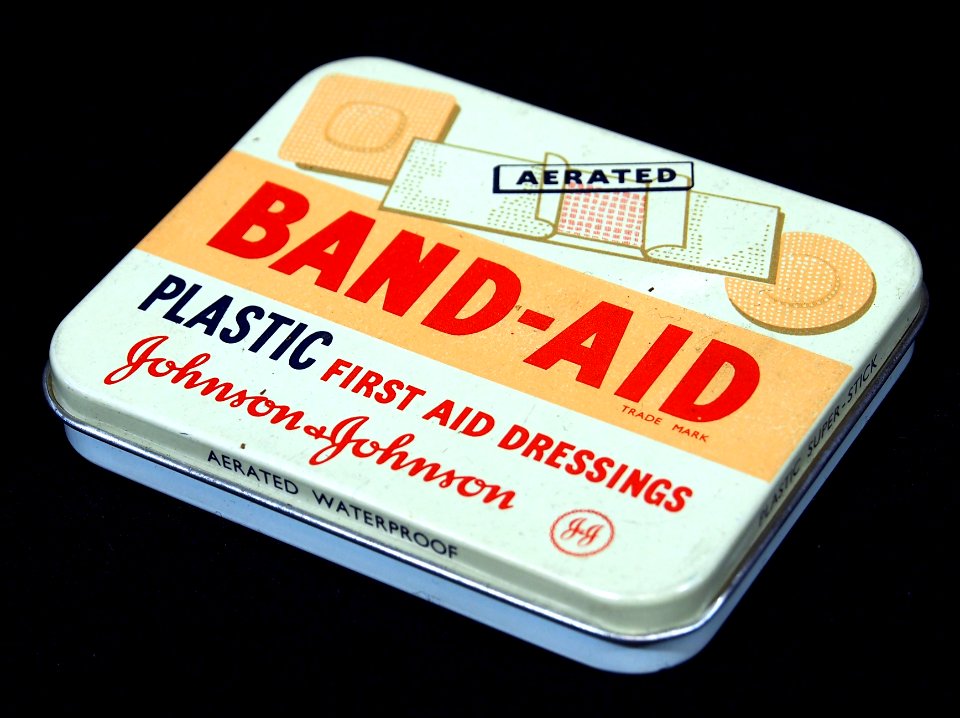 AERATED
BAND-AID
TRADE MARK
PLASTIC FIRST AID DRESSINGS
Johnson & Johnson
J&J
AERATED WATERPROOF
PLASTIC SUPER-STICK